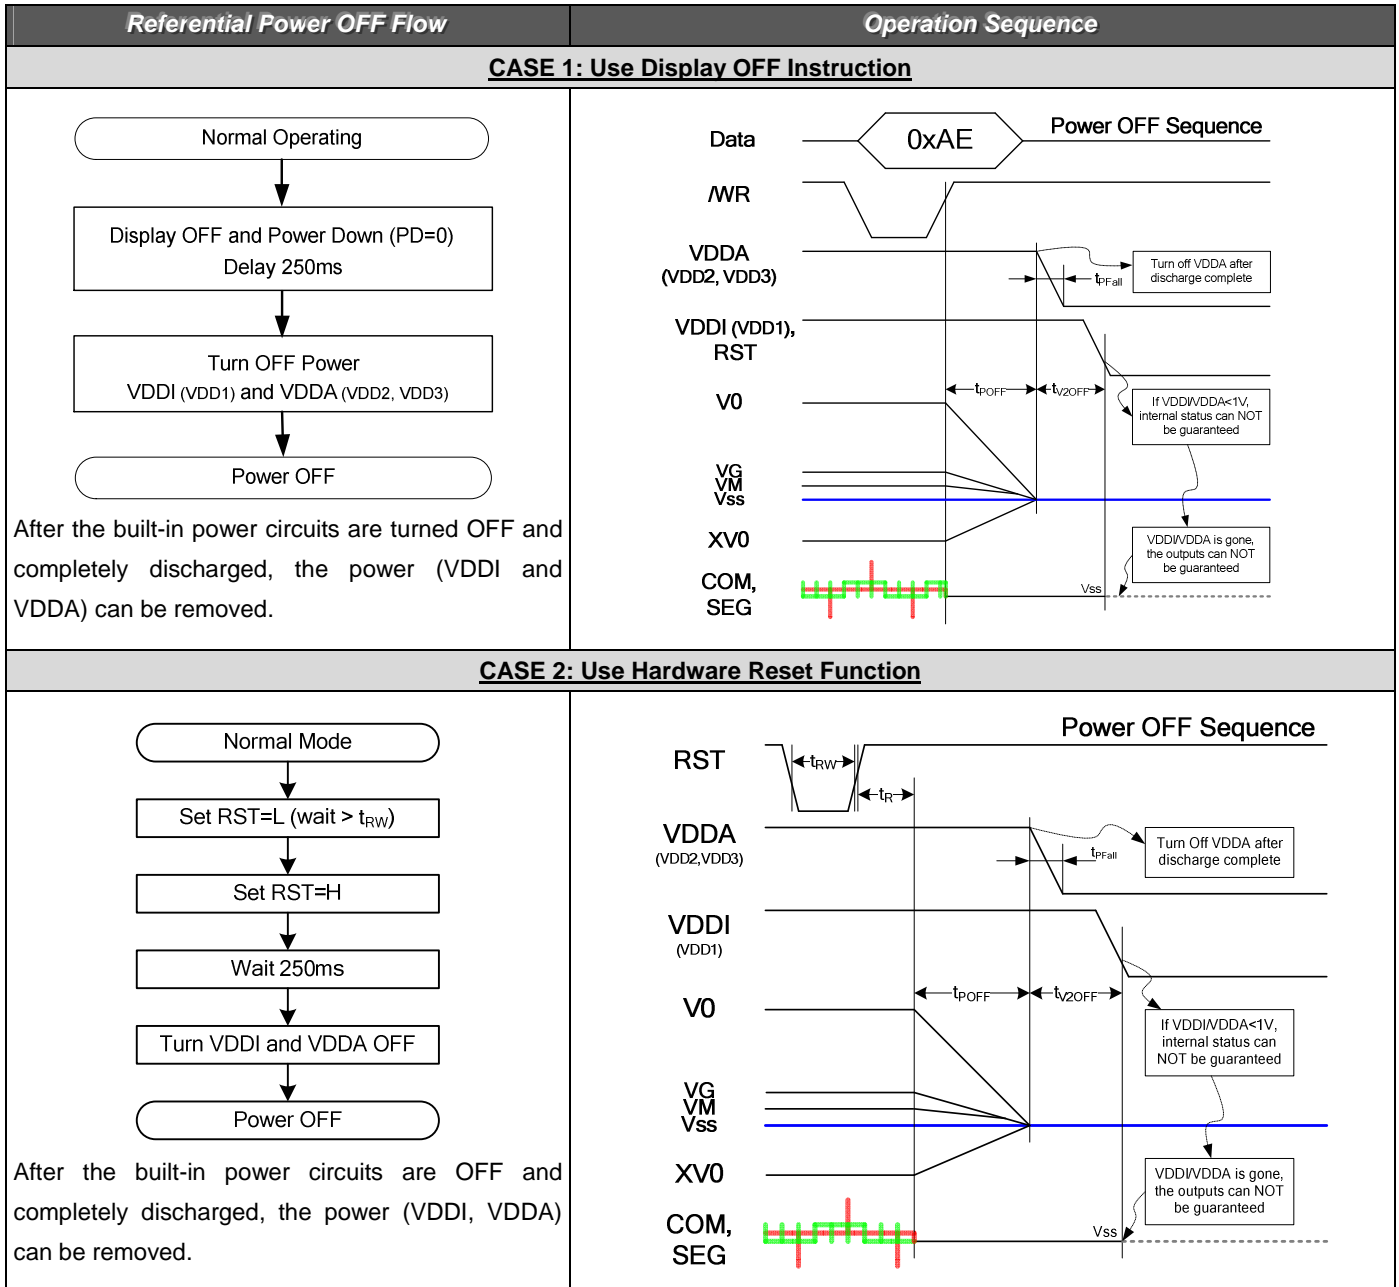 Referential Power OFF Flow
Operation Sequence
CASE 1: Use Display OFF Instruction
Normal Operating
Display OFF and Power Down (PD=0)
Delay 250ms
Turn OFF Power
VDDI (VDD1) and VDDA (VDD2, VDD3)
Power OFF
After the built-in power circuits are turned OFF and
completely discharged, the power (VDDI and
VDDA) can be removed.
Power OFF Sequence
Data
0xAE
/WR
VDDA
(VDD2, VDD3)
tPFall
Turn off VDDA after
discharge complete
VDDI (VDD1),
RST
tPOFF
tV2OFF
V0
If VDDI/VDDA<1V,
internal status can NOT
be guaranteed
VG
VM
Vss
XV0
VDDI/VDDA is gone,
the outputs can NOT
be guaranteed
COM,
SEG
Vss
CASE 2: Use Hardware Reset Function
Normal Mode
Set RST=L (wait > tRW)
Set RST=H
Wait 250ms
Turn VDDI and VDDA OFF
Power OFF
After the built-in power circuits are OFF and
completely discharged, the power (VDDI, VDDA)
can be removed.
Power OFF Sequence
RST
tRW
tR
VDDA
(VDD2,VDD3)
tPFall
Turn Off VDDA after
discharge complete
VDDI
(VDD1)
tPOFF
tV2OFF
V0
If VDDI/VDDA<1V,
internal status can
NOT be guaranteed
VG
VM
Vss
XV0
VDDI/VDDA is gone,
the outputs can NOT
be guaranteed
COM,
SEG
Vss